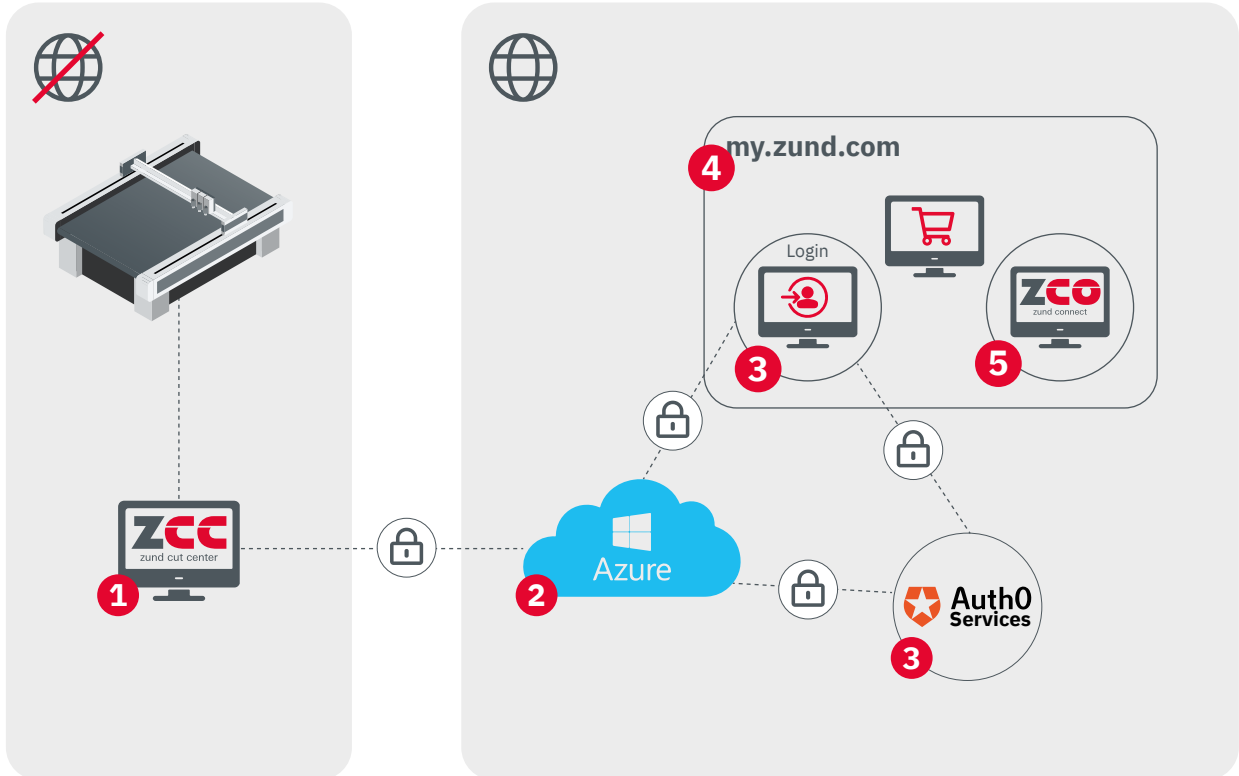 my.zund.com
4
Login
ZCO
zund connect
3
5
ZCC
zund cut center
1
Azure
2
Auth0
Services
3